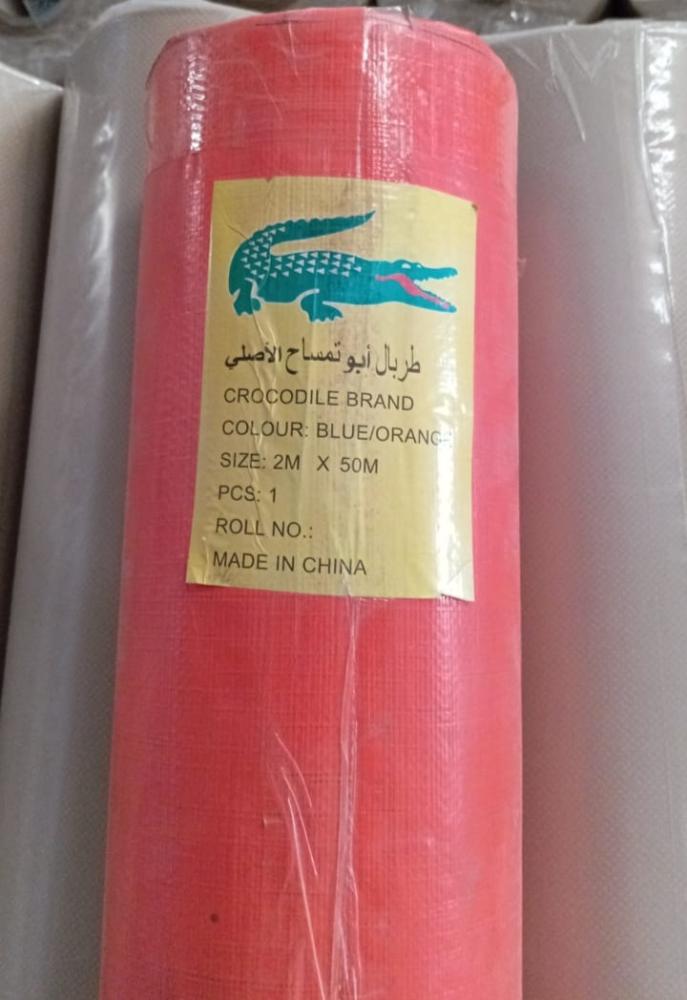 طربال أبو تمساح الأصلي
CROCODILE BRAND
COLOUR: BLUE/ORANGE
SIZE: 2M X 50M
PCS: 1
ROLL NO.:
MADE IN CHINA